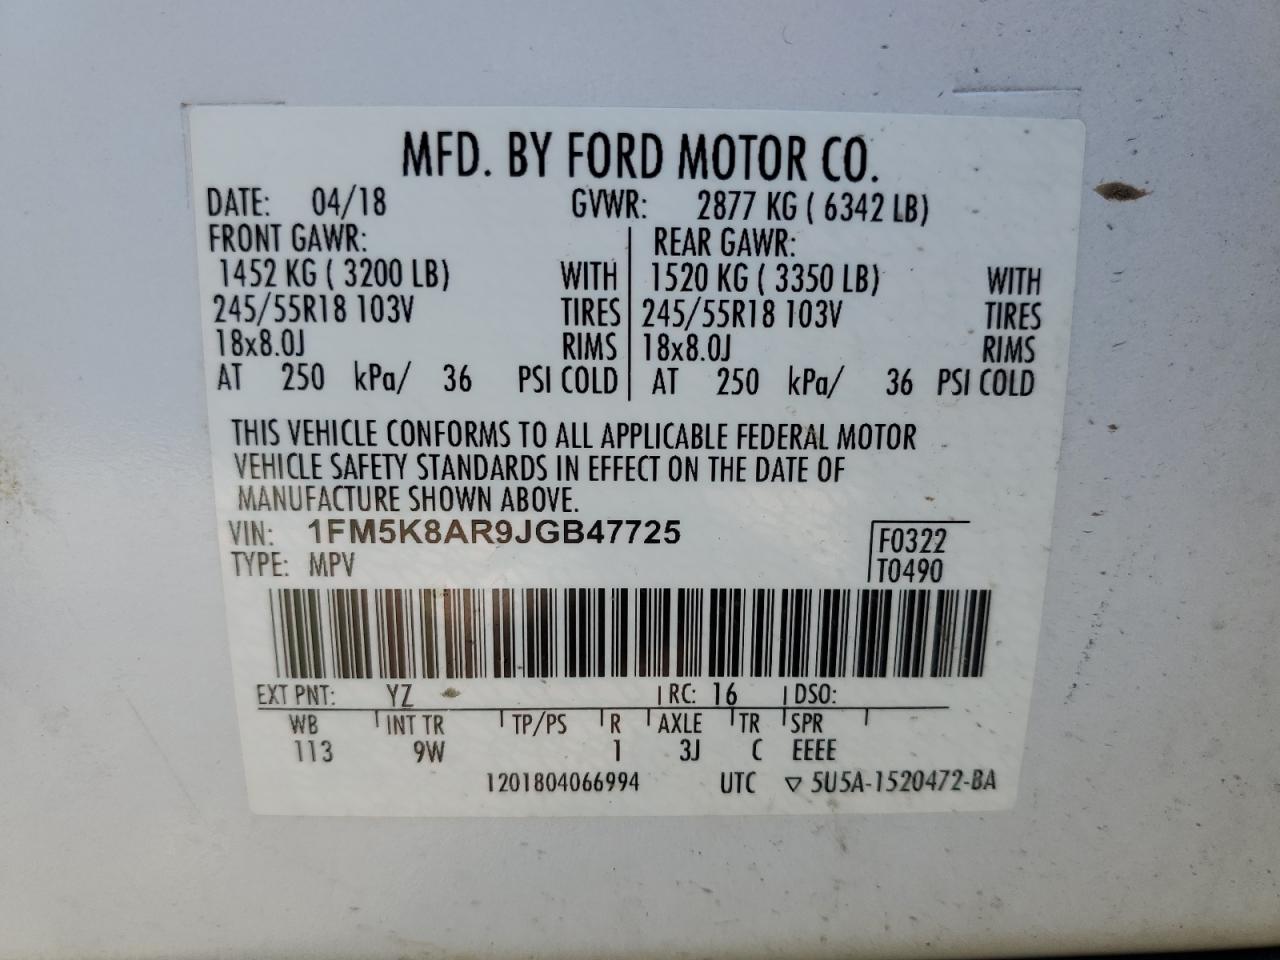 MFD. BY FORD MOTOR CO.
DATE: 04/18 GVWR: 2877 KG ( 6342 LB)
FRONT GAWR: REAR GAWR:
1452 KG ( 3200 LB) WITH 1520 KG ( 3350 LB) WITH
245/55R18 103V TIRES 245/55R18 103V TIRES
18x8.0J RIMS 18x8.0J RIMS
AT 250 kPa/ 36 PSI COLD AT 250 kPa/ 36 PSI COLD
THIS VEHICLE CONFORMS TO ALL APPLICABLE FEDERAL MOTOR
VEHICLE SAFETY STANDARDS IN EFFECT ON THE DATE OF
MANUFACTURE SHOWN ABOVE.
VIN: 1FM5K8AR9JGB47725 F0322
TYPE: MPV T0490
EXT PNT: YZ RC: 16 DSO:
WB INT TR TP/PS R AXLE TR SPR
113 9W 1 3J C EEEE
1201804066994 UTC ▽ 5U5A-1520472-BA